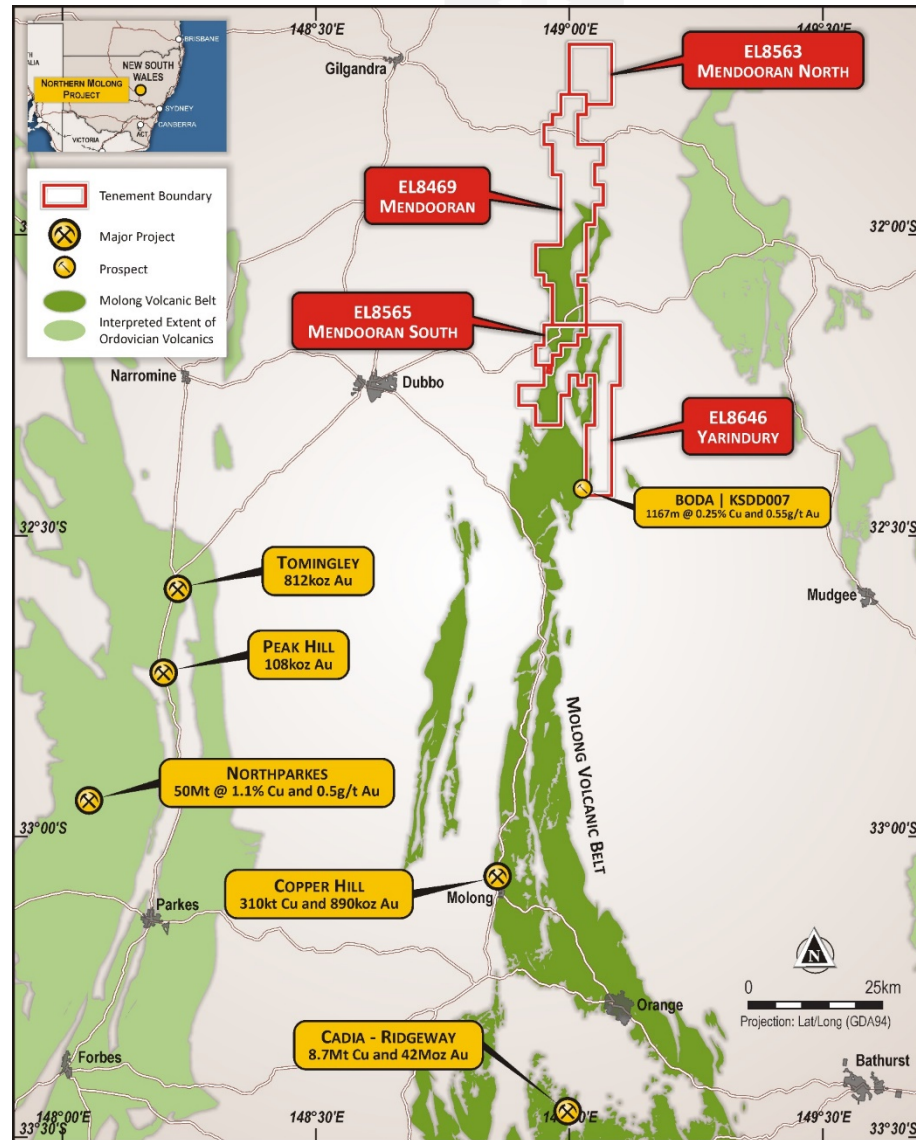 BRISBANE
NEW SOUTH
WALES
NORTHERN MOLONG
PROJECT
SYDNEY
CANBERRA
ACT
VICTORIA
Tenement Boundary
Major Project
Prospect
Molong Volcanic Belt
Interpreted Extent of
Ordovician Volcanics
148°30'E
149°00'E
149°30'E
Gilgandra
EL8563
MENDOORAN NORTH
EL8469
MENDOORAN
32°00'S
32°00'S
EL8565
MENDOORAN SOUTH
Narromine
Dubbo
EL8646
YARINDURY
BODA | KSDD007
1167m @ 0.25% Cu and 0.55g/t Au
32°30'S
32°30'S
TOMINGLEY
812koz Au
Mudgee
PEAK HILL
108koz Au
MOLONG VOLCANIC BELT
NORTHPARKES
50Mt @ 1.1% Cu and 0.5g/t Au
33°00'S
33°00'S
COPPER HILL
310kt Cu and 890koz Au
Molong
Parkes
N
0 25km
Projection: Lat/Long (GDA94)
Orange
CADIA - RIDGEWAY
8.7Mt Cu and 42Moz Au
Forbes
Bathurst
148°00'E
148°30'E
149°30'E
33°30'S
33°30'S